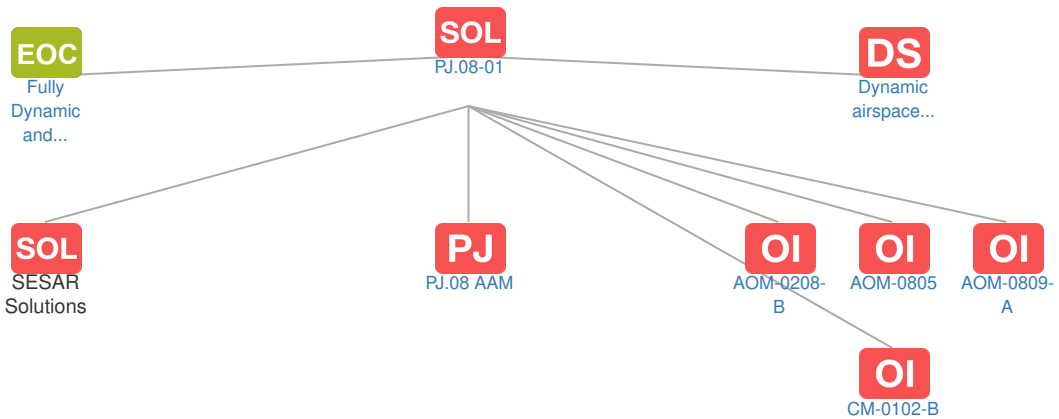 EOC
Fully
Dynamic
and...
SOL
PJ.08-01
DS
Dynamic
airspace...
SOL
SESAR
Solutions
PJ
PJ.08 AAM
OI
AOM-0208-
B
OI
AOM-0805
OI
AOM-0809-
A
OI
CM-0102-B